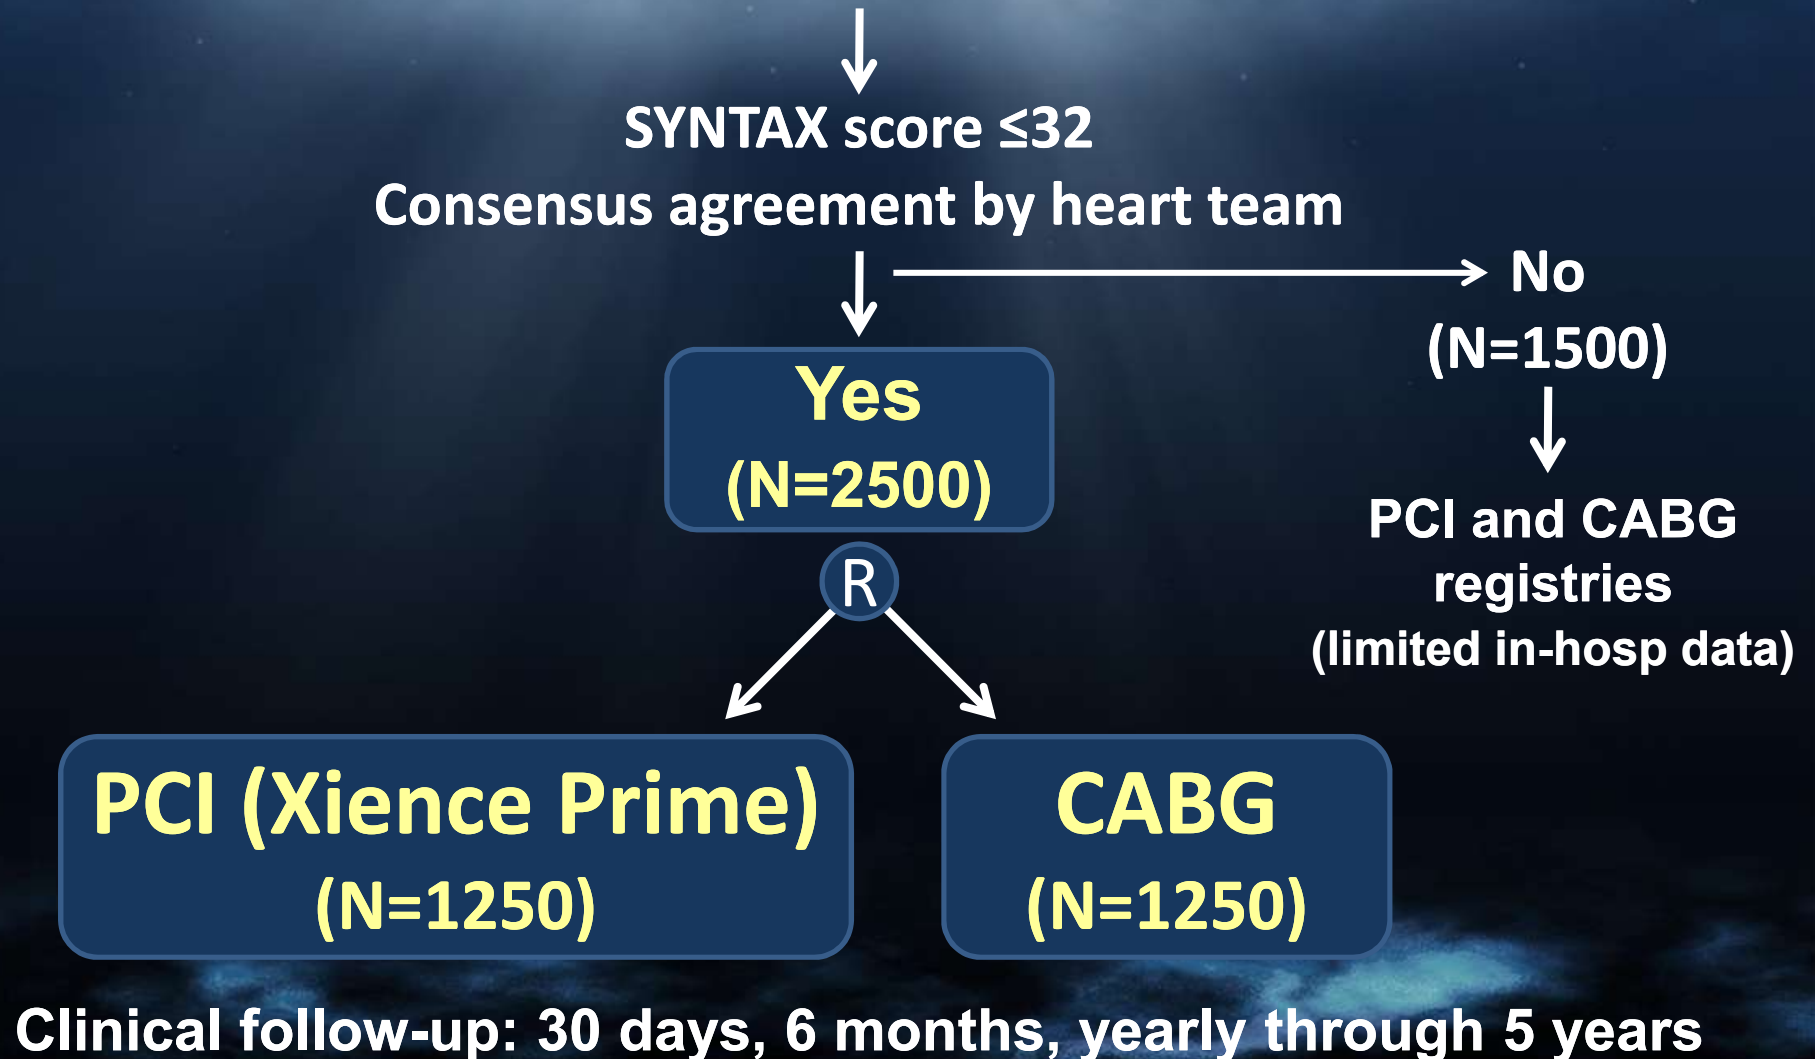 SYNTAX score ≤32
Consensus agreement by heart team
No
(N=1500)
Yes
(N=2500)
PCI and CABG
registries
(limited in-hosp data)
R
PCI (Xience Prime)
(N=1250)
CABG
(N=1250)
Clinical follow-up: 30 days, 6 months, yearly through 5 years